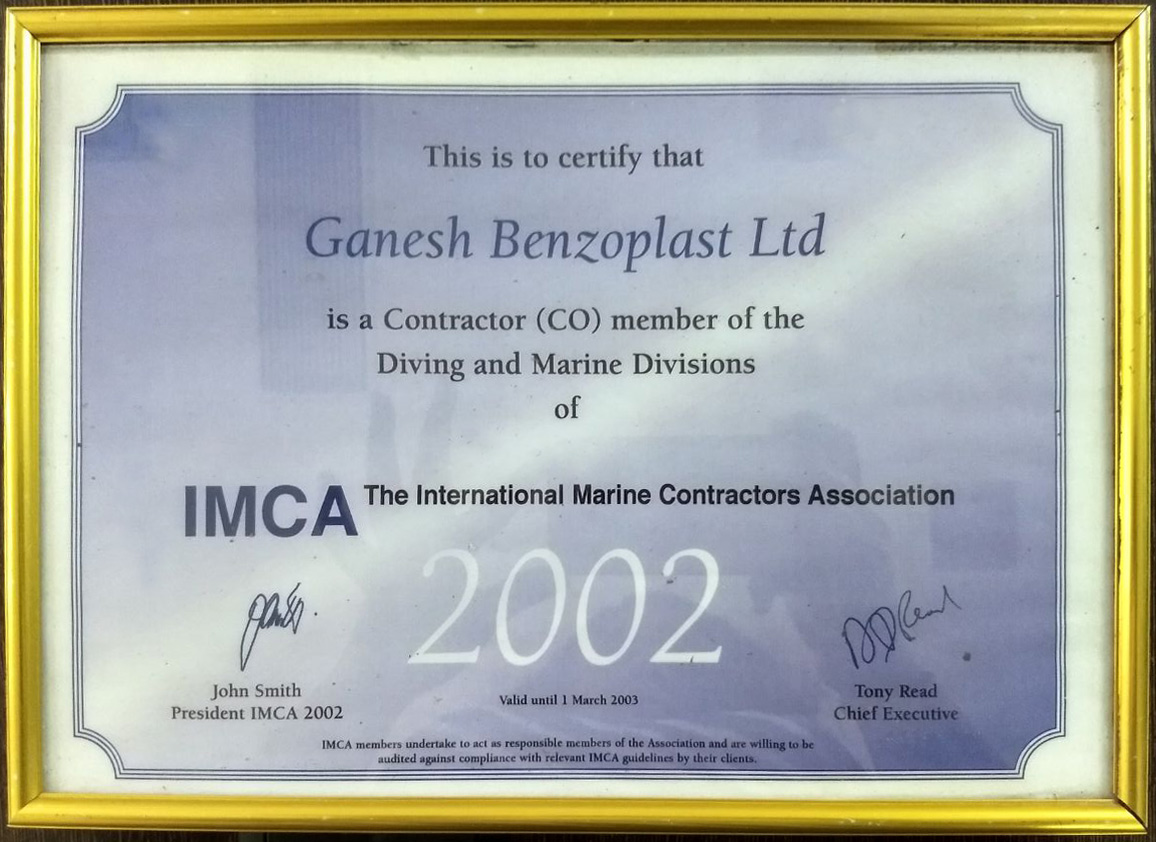 This is to certify that
Ganesh Benzoplast Ltd
is a Contractor (CO) member of the
Diving and Marine Divisions
of
IMCA The International Marine Contractors Association
2002
John Smith
President IMCA 2002
Valid until 1 March 2003
Tony Read
Chief Executive
IMCA members undertake to act as responsible members of the Association and are willing to be
audited against compliance with relevant IMCA guidelines by their clients.